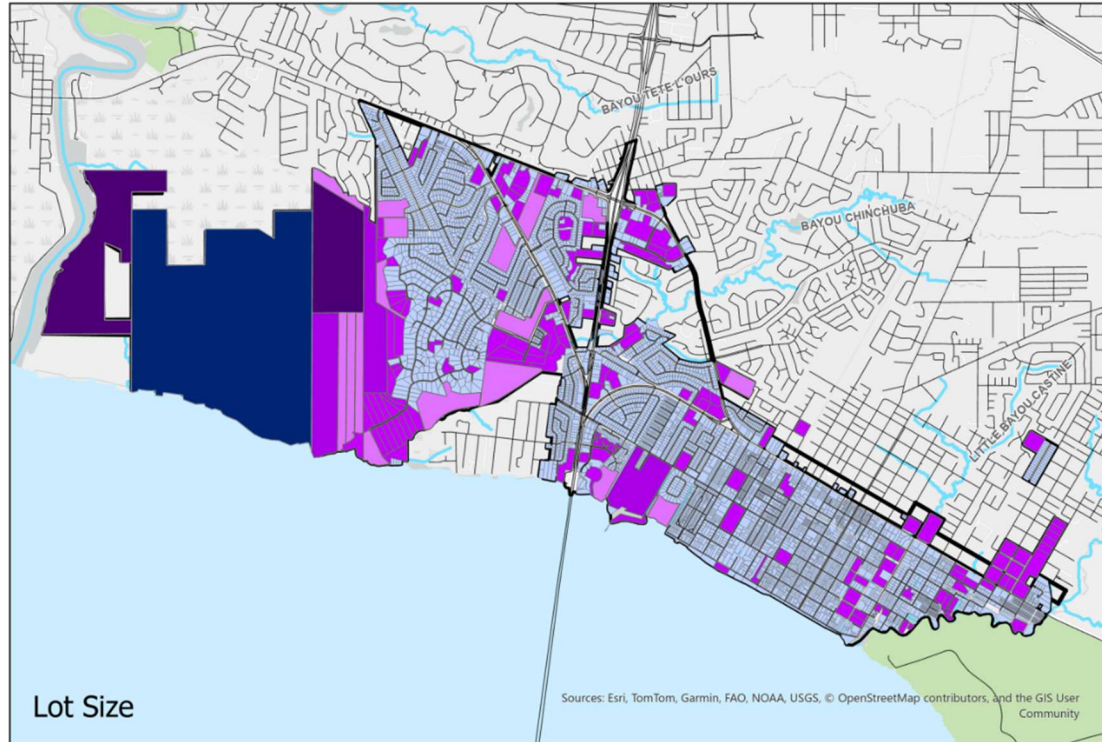 BAYOU TETE L'OURS
BAYOU CHINCHUBA
LITTLE BAYOU CASTINE
Lot Size
Sources: Esri, TomTom, Garmin, FAO, NOAA, USGS, © OpenStreetMap contributors, and the GIS User
Community